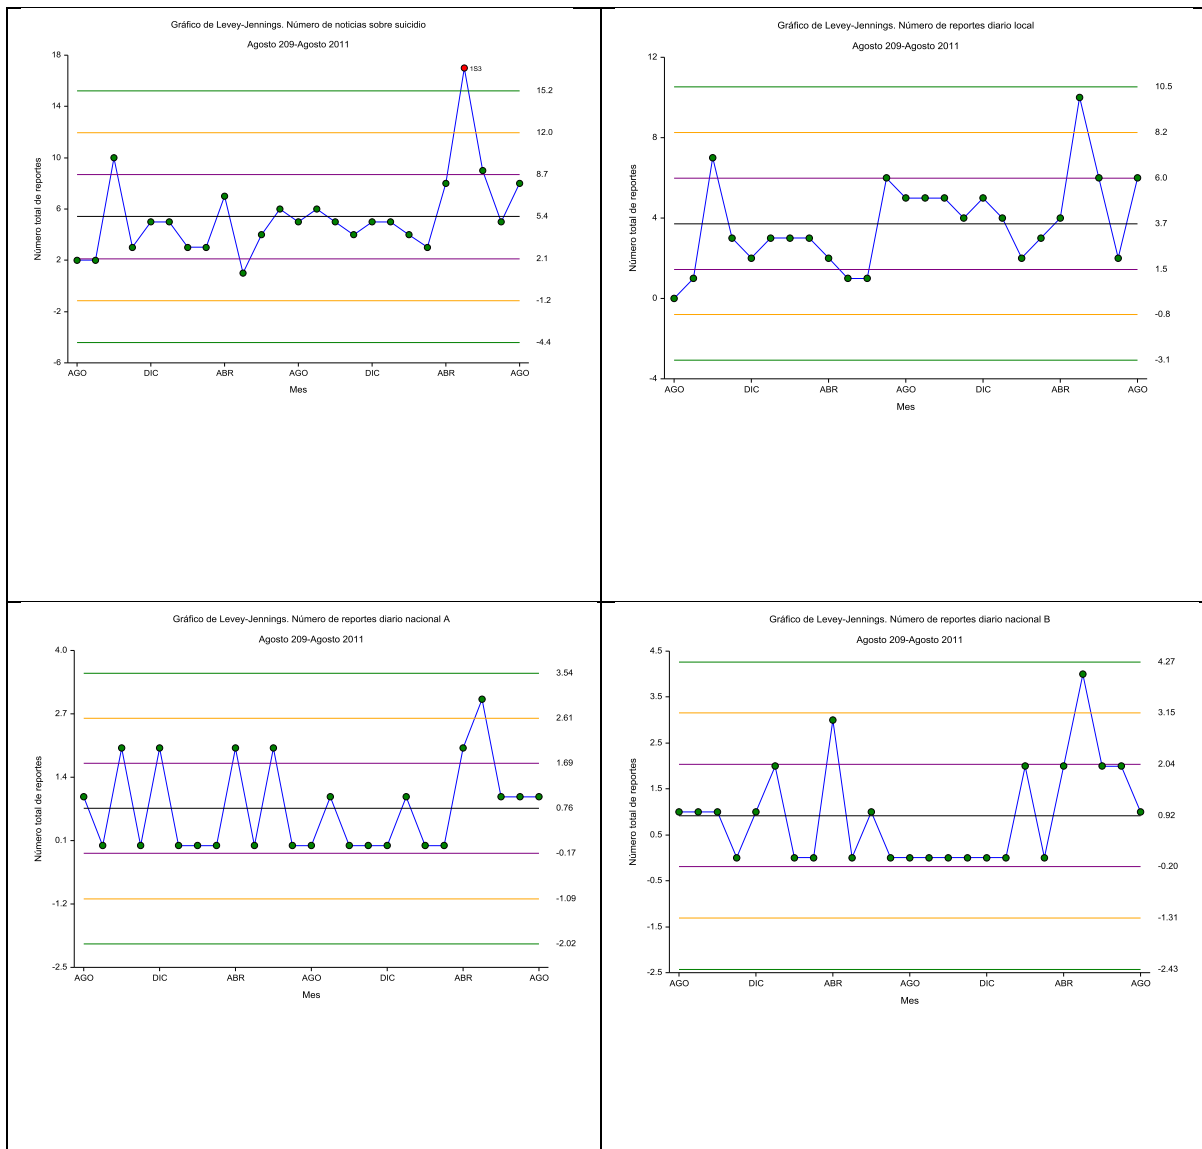 Gráfico de Levey-Jennings. Número de noticias sobre suicidio
Agosto 209-Agosto 2011
Número total de reportes
18
14
10
6
2
-2
-6
1S3
15.2
12.0
8.7
5.4
2.1
-1.2
-4.4
AGO DIC ABR AGO DIC ABR AGO
Mes
Gráfico de Levey-Jennings. Número de reportes diario local
Agosto 209-Agosto 2011
Número total de reportes
12
8
4
0
-4
10.5
8.2
6.0
3.7
1.5
-0.8
-3.1
AGO DIC ABR AGO DIC ABR AGO
Mes
Gráfico de Levey-Jennings. Número de reportes diario nacional A
Agosto 209-Agosto 2011
Número total de reportes
4.0
2.7
1.4
0.1
-1.2
-2.5
3.54
2.61
1.69
0.76
-0.17
-1.09
-2.02
AGO DIC ABR AGO DIC ABR AGO
Mes
Gráfico de Levey-Jennings. Número de reportes diario nacional B
Agosto 209-Agosto 2011
Número total de reportes
4.5
3.5
2.5
1.5
0.5
-0.5
-1.5
-2.5
4.27
3.15
2.04
0.92
-0.20
-1.31
-2.43
AGO DIC ABR AGO DIC ABR AGO
Mes